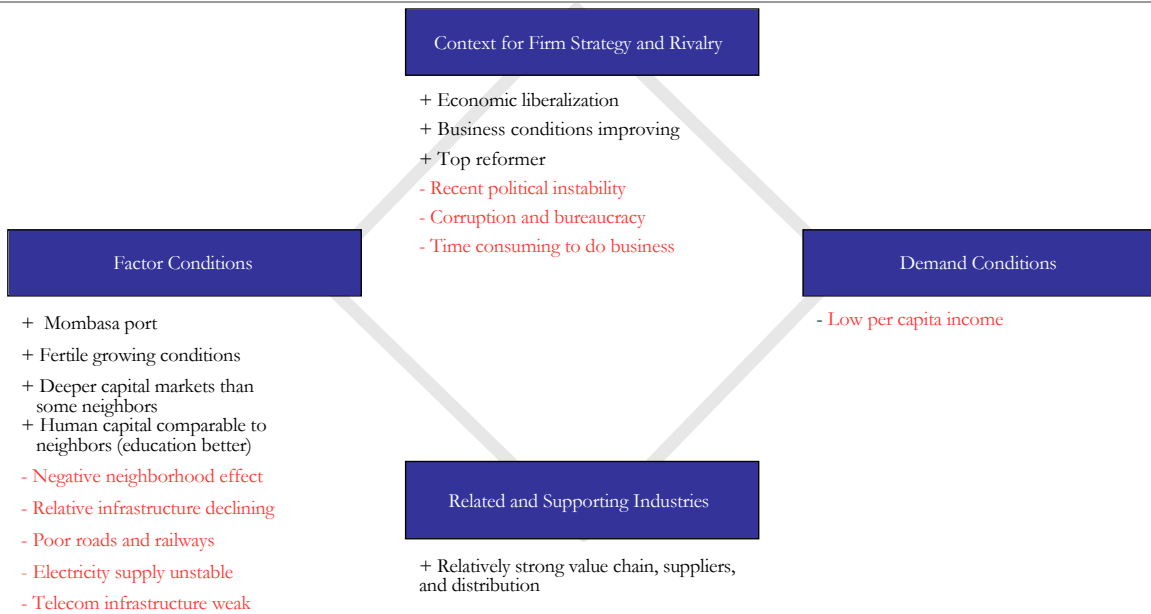 Context for Firm Strategy and Rivalry
+ Economic liberalization
+ Business conditions improving
+ Top reformer
- Recent political instability
- Corruption and bureaucracy
- Time consuming to do business
Factor Conditions
+ Mombasa port
+ Fertile growing conditions
+ Deeper capital markets than
some neighbors
+ Human capital comparable to
neighbors (education better)
- Negative neighborhood effect
- Relative infrastructure declining
- Poor roads and railways
- Electricity supply unstable
- Telecom infrastructure weak
Demand Conditions
- Low per capita income
Related and Supporting Industries
+ Relatively strong value chain, suppliers,
and distribution